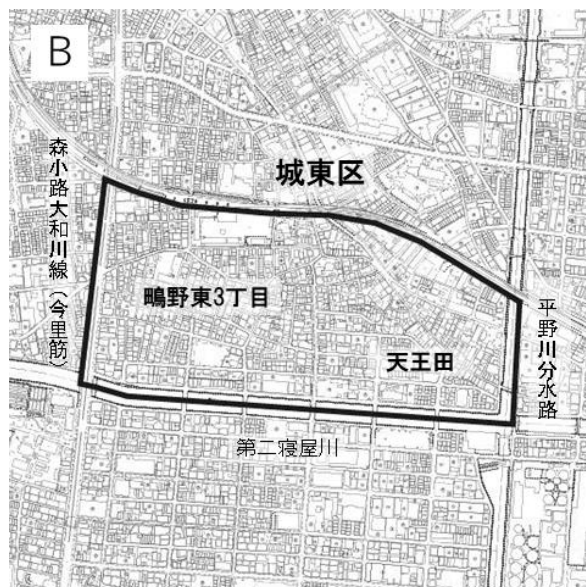 B
城東区
森小路大和川線（今里筋）
鴫野東3丁目
天王田
平野川分水路
第二寝屋川